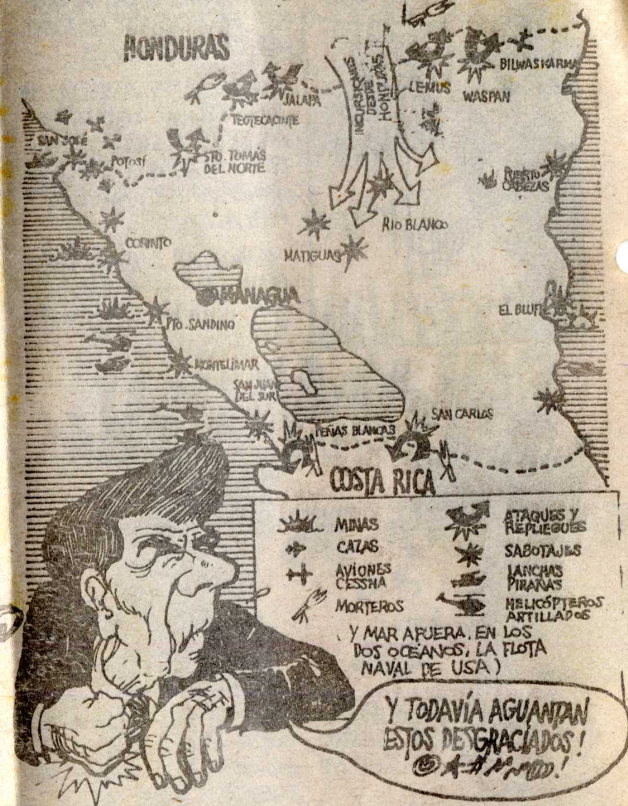 HONDURAS
INCURSIONES
DESDE
HONDURAS
BILWASKARMA
LEMUS
WASPAN
JALAPA
TEOTECACINTE
SAN JOSÉ
POTOSÍ
STO. TOMÁS
DEL NORTE
PUERTO
CABEZAS
RIO BLANCO
CORINTO
MATIGUAS
MANAGUA
PTO. SANDINO
EL BLUFF
MONTELIMAR
SAN JUAN
DEL SUR
SAN CARLOS
PEÑAS BLANCAS
COSTA RICA
MINAS
CAZAS
AVIONES
CESSNA
MORTEROS
ATAQUES Y
REPLIEGUES
SABOTAJES
LANCHAS
PIRAÑAS
HELICÓPTEROS
ARTILLADOS
(Y MAR AFUERA, EN LOS
DOS OCEANOS, LA FLOTA
NAVAL DE USA)
Y TODAVÍA AGUANTAN
ESTOS DESGRACIADOS!